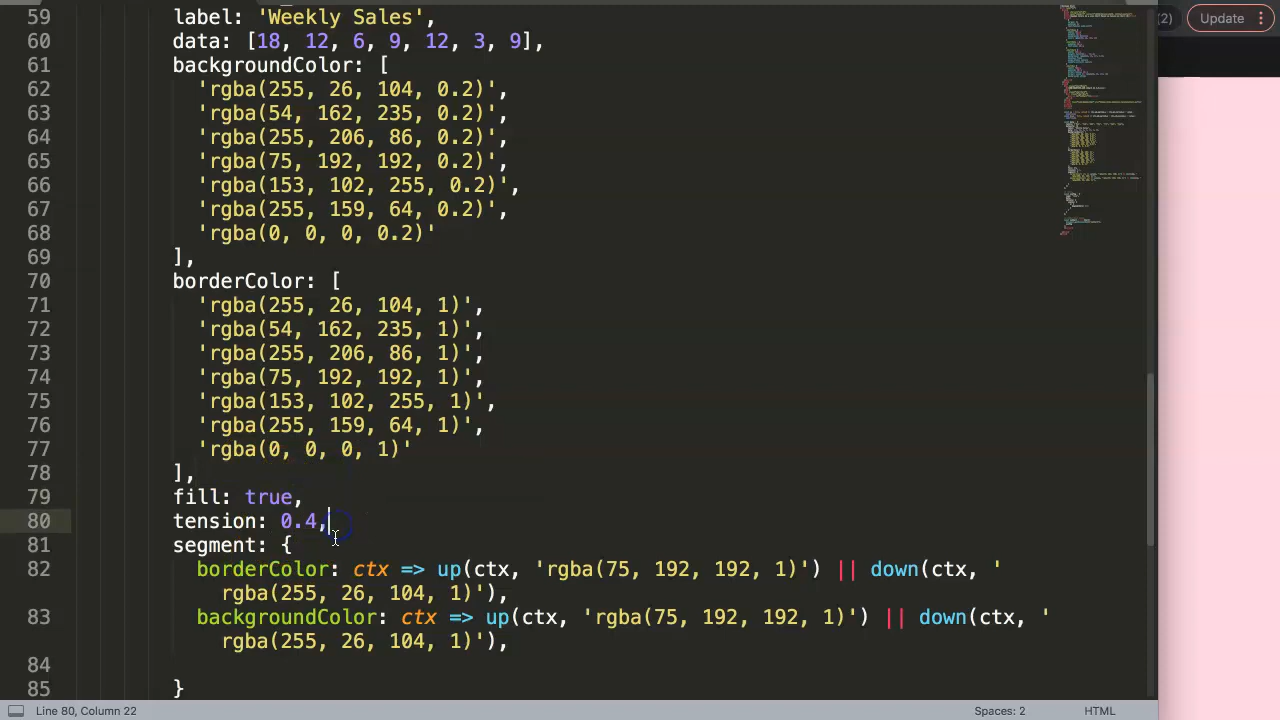 59 label: 'Weekly Sales',
60 data: [18, 12, 6, 9, 12, 3, 9],
61 backgroundColor: [
62 'rgba(255, 26, 104, 0.2)',
63 'rgba(54, 162, 235, 0.2)',
64 'rgba(255, 206, 86, 0.2)',
65 'rgba(75, 192, 192, 0.2)',
66 'rgba(153, 102, 255, 0.2)',
67 'rgba(255, 159, 64, 0.2)',
68 'rgba(0, 0, 0, 0.2)'
69 ],
70 borderColor: [
71 'rgba(255, 26, 104, 1)',
72 'rgba(54, 162, 235, 1)',
73 'rgba(255, 206, 86, 1)',
74 'rgba(75, 192, 192, 1)',
75 'rgba(153, 102, 255, 1)',
76 'rgba(255, 159, 64, 1)',
77 'rgba(0, 0, 0, 1)'
78 ],
79 fill: true,
80 tension: 0.4,
81 segment: {
82 borderColor: ctx => up(ctx, 'rgba(75, 192, 192, 1)') || down(ctx, '
rgba(255, 26, 104, 1)'),
83 backgroundColor: ctx => up(ctx, 'rgba(75, 192, 192, 1)') || down(ctx, '
rgba(255, 26, 104, 1)'),
84
85 }
(2) Update
Line 80, Column 22 Spaces: 2 HTML